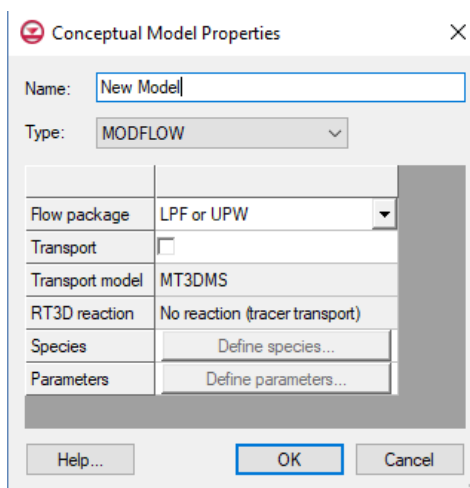 Conceptual Model Properties
Name: New Model
Type: MODFLOW
Flow package LPF or UPW
Transport
Transport model MT3DMS
RT3D reaction No reaction (tracer transport)
Species Define species...
Parameters Define parameters...
Help... OK Cancel